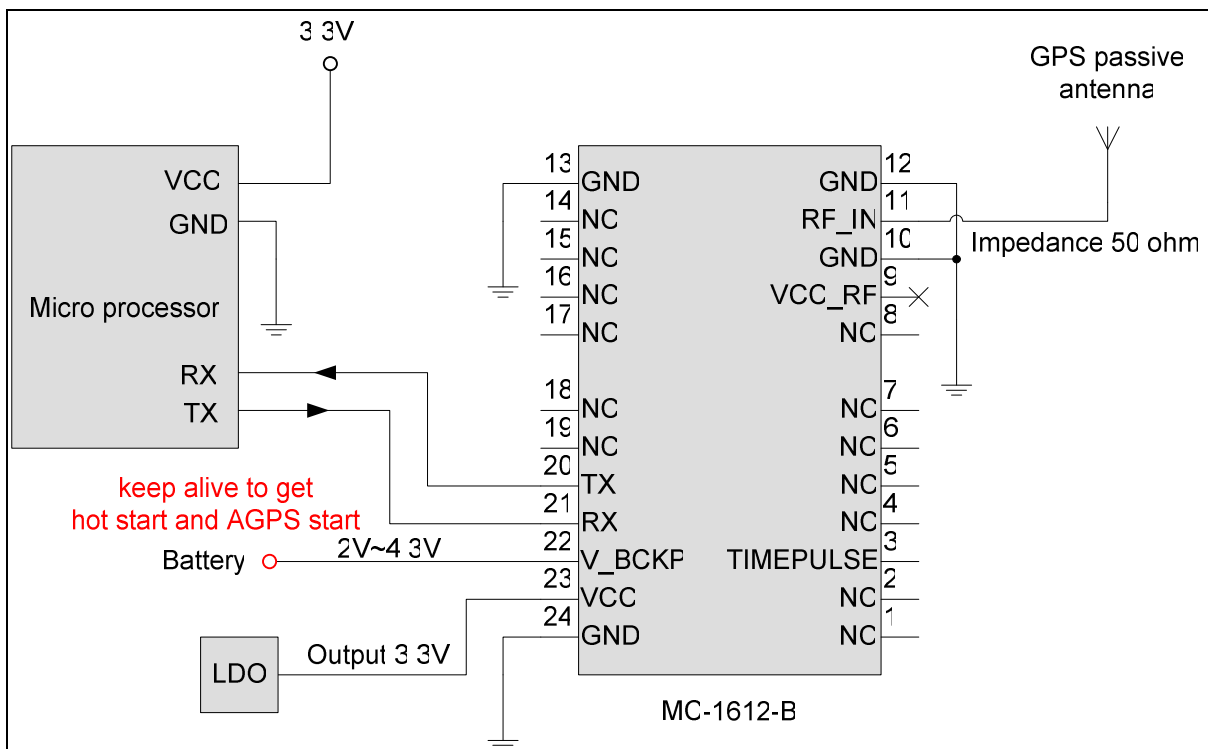 3 3V
GPS passive
antenna
VCC
GND
Micro processor
RX
TX
keep alive to get
hot start and AGPS start
Battery
2V~4 3V
LDO
Output 3 3V
13
GND
14
NC
15
NC
16
NC
17
NC
18
NC
19
NC
20
TX
21
RX
22
V_BCKP
23
VCC
24
GND
12
GND
11
RF_IN
10
GND
Impedance 50 ohm
9
VCC_RF
8
NC
7
NC
6
NC
5
NC
4
NC
3
TIMEPULSE
2
NC
1
NC
MC-1612-B